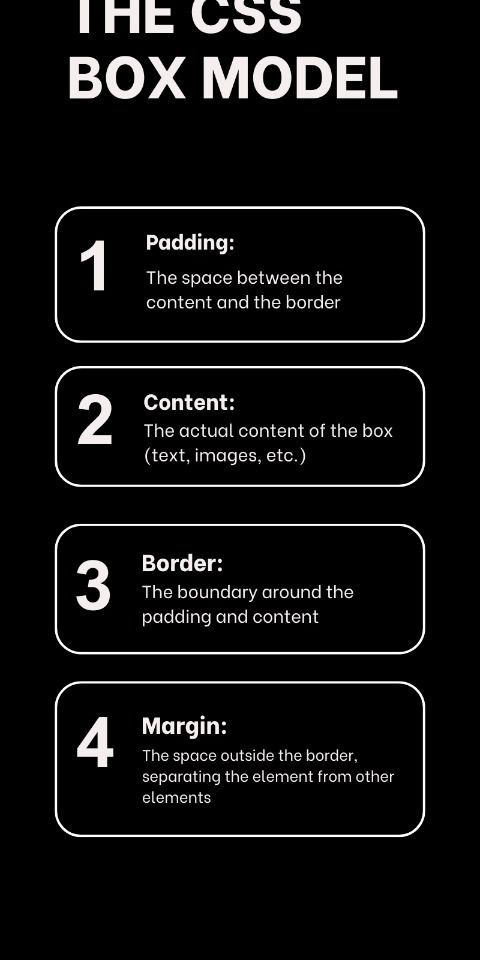 THE CSS
BOX MODEL
1
Padding:
The space between the
content and the border
2
Content:
The actual content of the box
(text, images, etc.)
3
Border:
The boundary around the
padding and content
4
Margin:
The space outside the border,
separating the element from other
elements